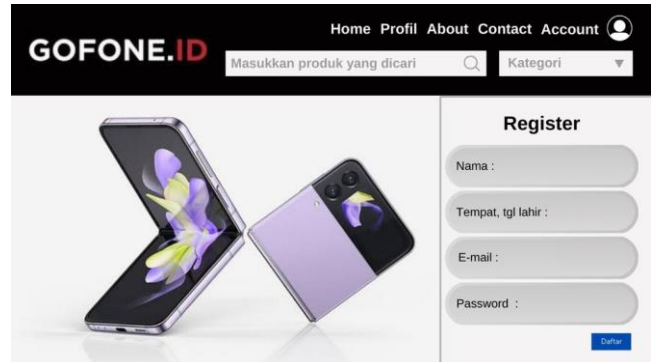 Home Profil About Contact Account
GOFONE.ID
Masukkan produk yang dicari
Kategori
Register
Nama :
Tempat, tgl lahir :
E-mail :
Password :
Daftar